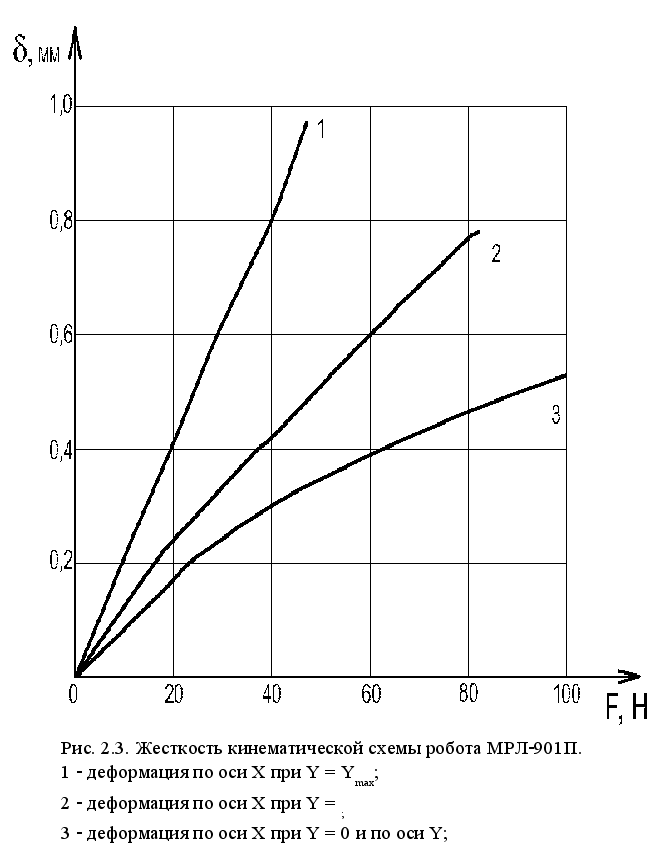 δ, мм
1,0
1
0,8
2
0,6
3
0,4
0,2
0 20 40 60 80 100
F, Н
Рис. 2.3. Жесткость кинематической схемы робота МРЛ-901П.
1 - деформация по оси X при Y = Ymax;
2 - деформация по оси X при Y = ;
3 - деформация по оси X при Y = 0 и по оси Y;